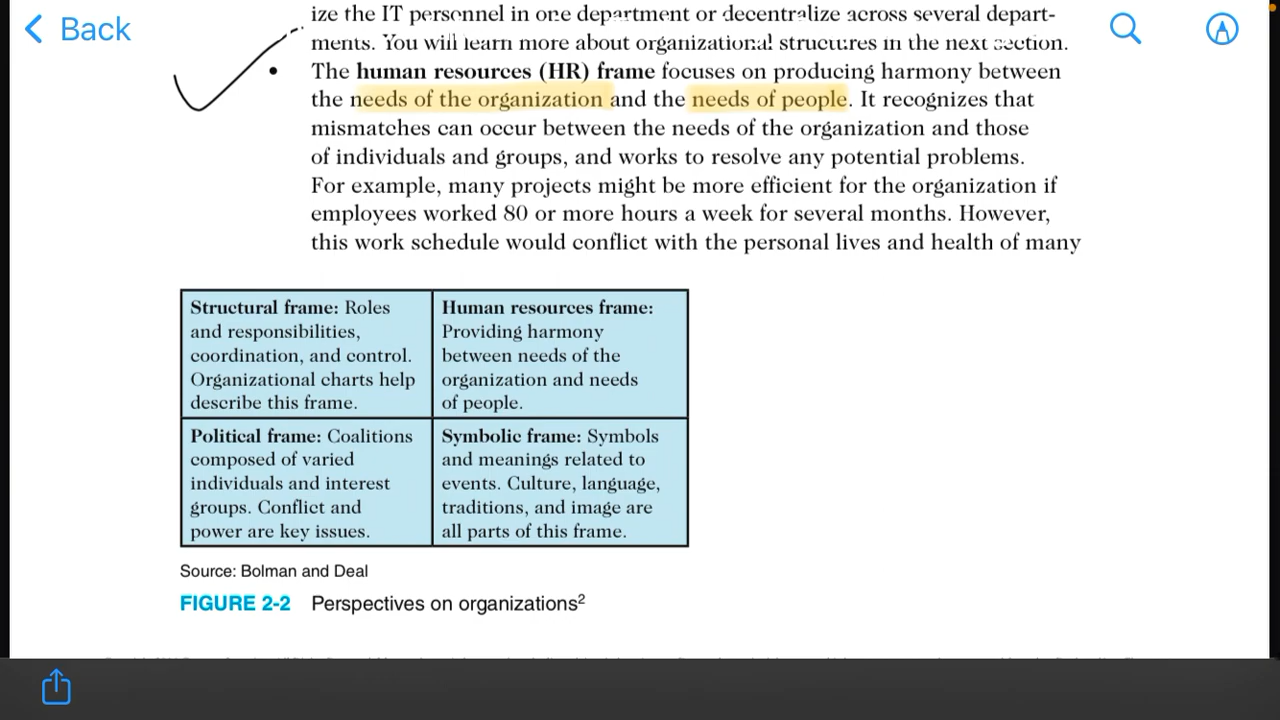 Back
ize the IT personnel in one department or decentralize across several depart-
ments. You will learn more about organizational structures in the next section.
• The human resources (HR) frame focuses on producing harmony between
the needs of the organization and the needs of people. It recognizes that
mismatches can occur between the needs of the organization and those
of individuals and groups, and works to resolve any potential problems.
For example, many projects might be more efficient for the organization if
employees worked 80 or more hours a week for several months. However,
this work schedule would conflict with the personal lives and health of many
Structural frame: Roles
and responsibilities,
coordination, and control.
Organizational charts help
describe this frame.
Human resources frame:
Providing harmony
between needs of the
organization and needs
of people.
Political frame: Coalitions
composed of varied
individuals and interest
groups. Conflict and
power are key issues.
Symbolic frame: Symbols
and meanings related to
events. Culture, language,
traditions, and image are
all parts of this frame.
Source: Bolman and Deal
FIGURE 2-2 Perspectives on organizations²